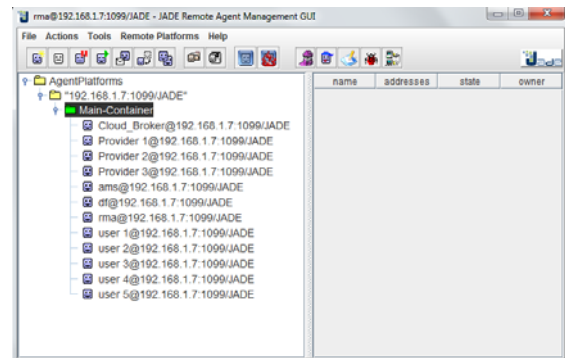 rma@192.168.1.7:1099/JADE - JADE Remote Agent Management GUI
File Actions Tools Remote Platforms Help
AgentPlatforms
"192.168.1.7:1099/JADE"
Main-Container
Cloud_Broker@192.168.1.7:1099/JADE
Provider 1@192.168.1.7:1099/JADE
Provider 2@192.168.1.7:1099/JADE
Provider 3@192.168.1.7:1099/JADE
ams@192.168.1.7:1099/JADE
df@192.168.1.7:1099/JADE
rma@192.168.1.7:1099/JADE
user 1@192.168.1.7:1099/JADE
user 2@192.168.1.7:1099/JADE
user 3@192.168.1.7:1099/JADE
user 4@192.168.1.7:1099/JADE
user 5@192.168.1.7:1099/JADE
name addresses state owner